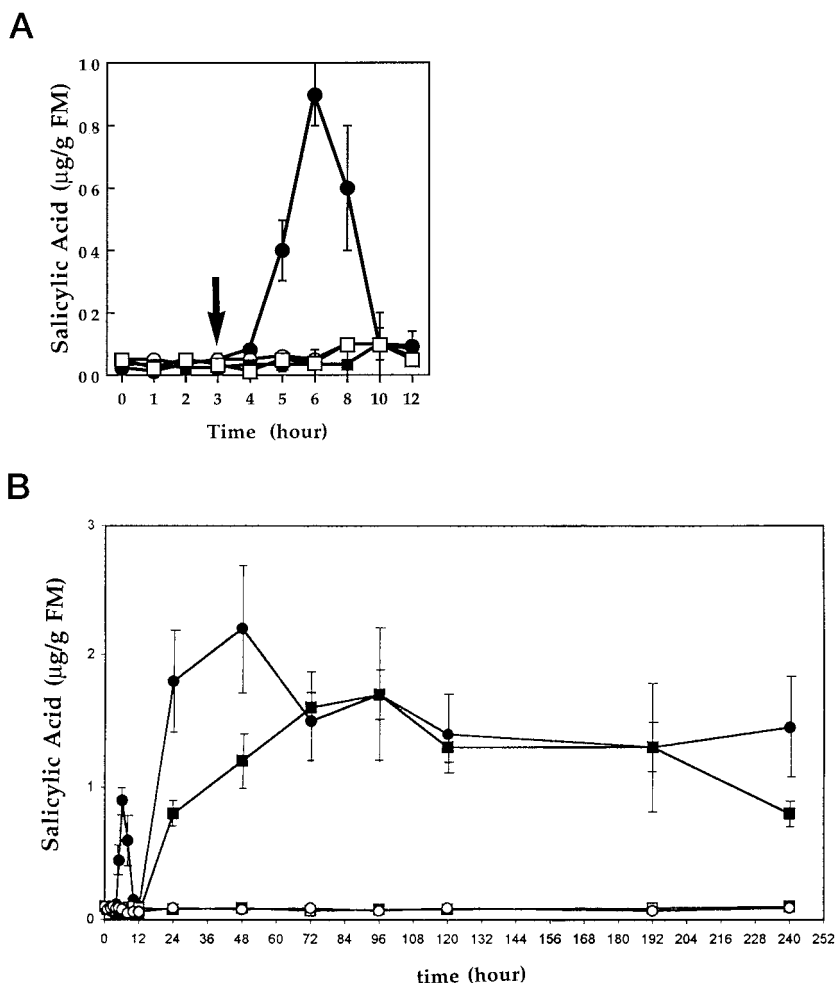 A
Salicylic Acid (µg/g FM)
1 0
0 8
0 6
0 4
0 2
0 0
0 1 2 3 4 5 6 8 10 12
Time (hour)
B
Salicylic Acid (µg/g FM)
3
2
1
0
0 12 24 36 48 60 72 84 96 108 120 132 144 156 168 180 192 204 216 228 240 252
time (hour)